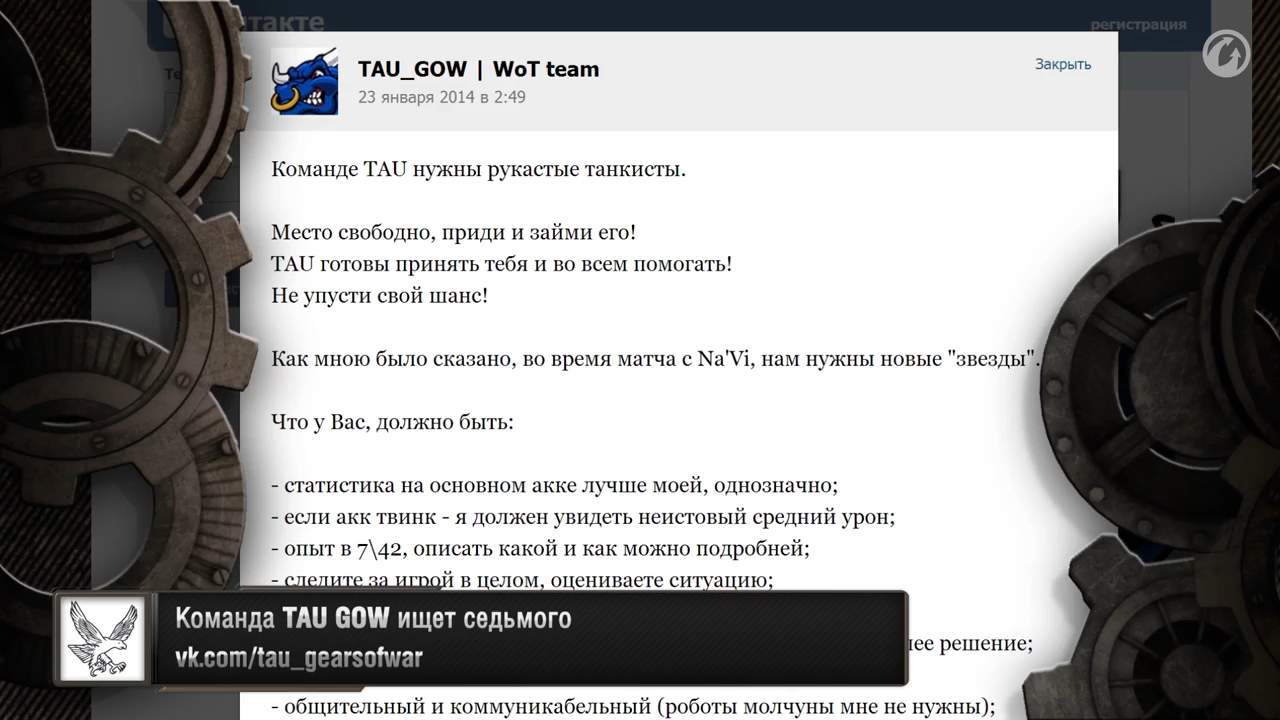 регистрация
TAU_GOW | WoT team
Закрыть
23 января 2014 в 2:49
Команде TAU нужны рукастые танкисты.
Место свободно, приди и займи его!
TAU готовы принять тебя и во всем помогать!
Не упусти свой шанс!
Как мною было сказано, во время матча с Na'Vi, нам нужны новые "звезды".
Что у Вас, должно быть:
- статистика на основном акке лучше моей, однозначно;
- если акк твинк - я должен увидеть неистовый средний урон;
- опыт в 7\42, описать какой и как можно подробней;
- следите за игрой в целом, оцениваете ситуацию;
Команда TAU GOW ищет седьмого
решение;
vk.com/tau_gearsofwar
- общительный и коммуникабельный (роботы молчуны мне не нужны);